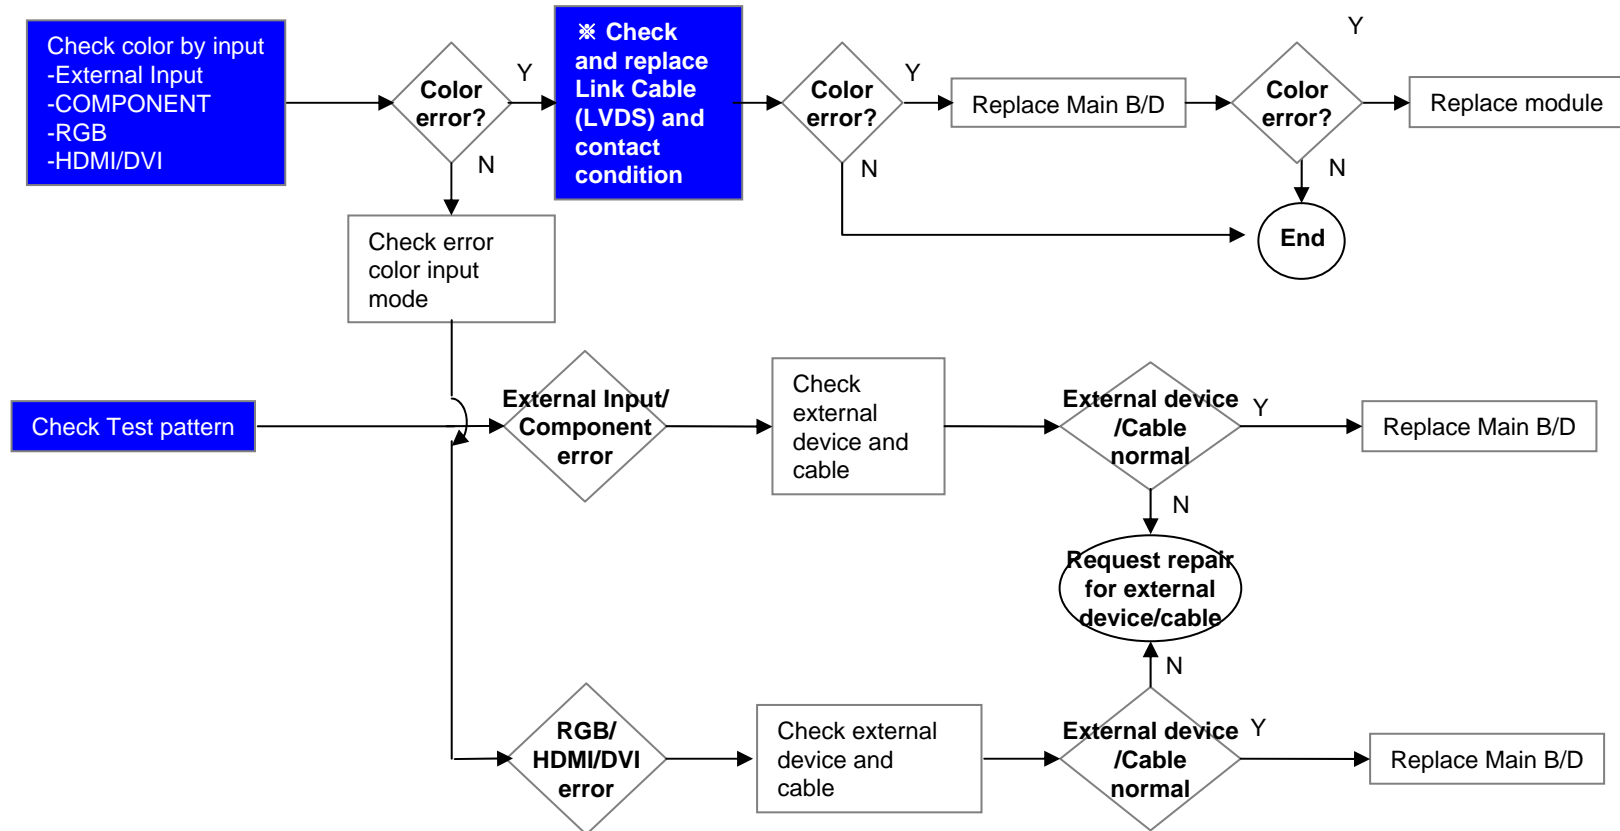 Check color by input
-External Input
-COMPONENT
-RGB
-HDMI/DVI
Color
error?
Y
N
※ Check
and replace
Link Cable
(LVDS) and
contact
condition
Color
error?
Y
N
Replace Main B/D
Color
error?
Y
N
Replace module
End
Check error
color input
mode
Check Test pattern
External Input/
Component
error
Check
external
device and
cable
External device
/Cable
normal
Y
N
Replace Main B/D
Request repair
for external
device/cable
N
RGB/
HDMI/DVI
error
Check external
device and
cable
External device
/Cable
normal
Y
Replace Main B/D